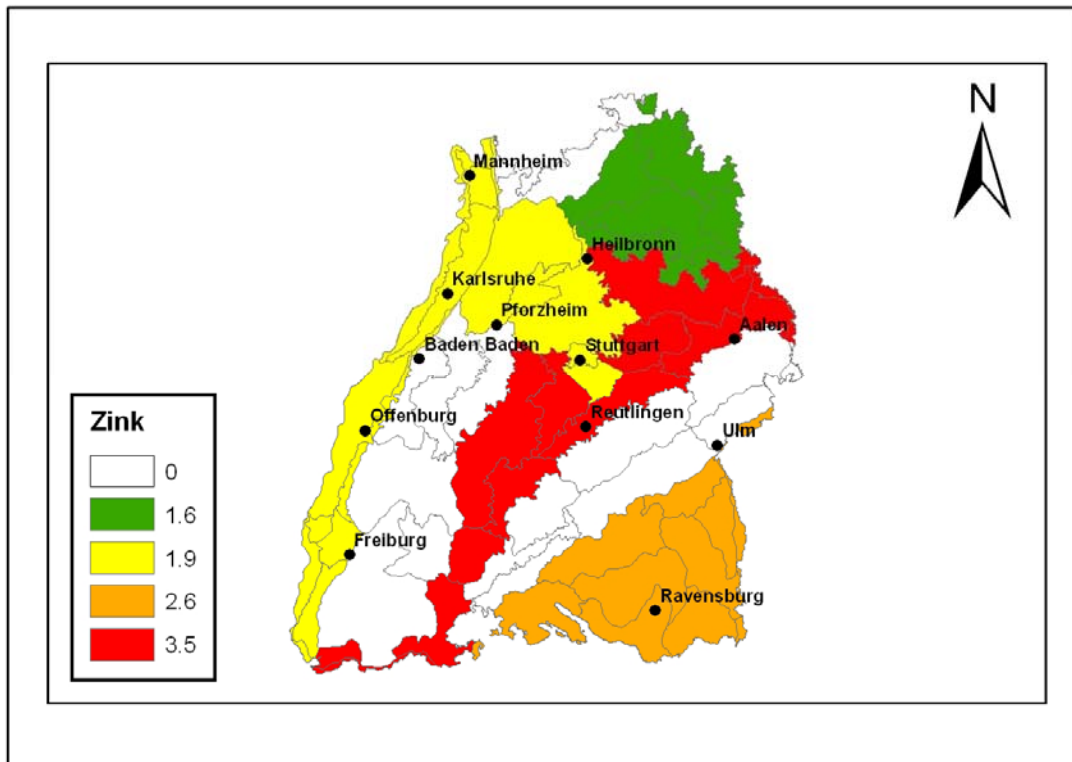 N
Mannheim
Heilbronn
Karlsruhe
Pforzheim
Aalen
Baden Baden
Stuttgart
Offenburg
Reutlingen
Ulm
Freiburg
Ravensburg
Zink
0
1.6
1.9
2.6
3.5